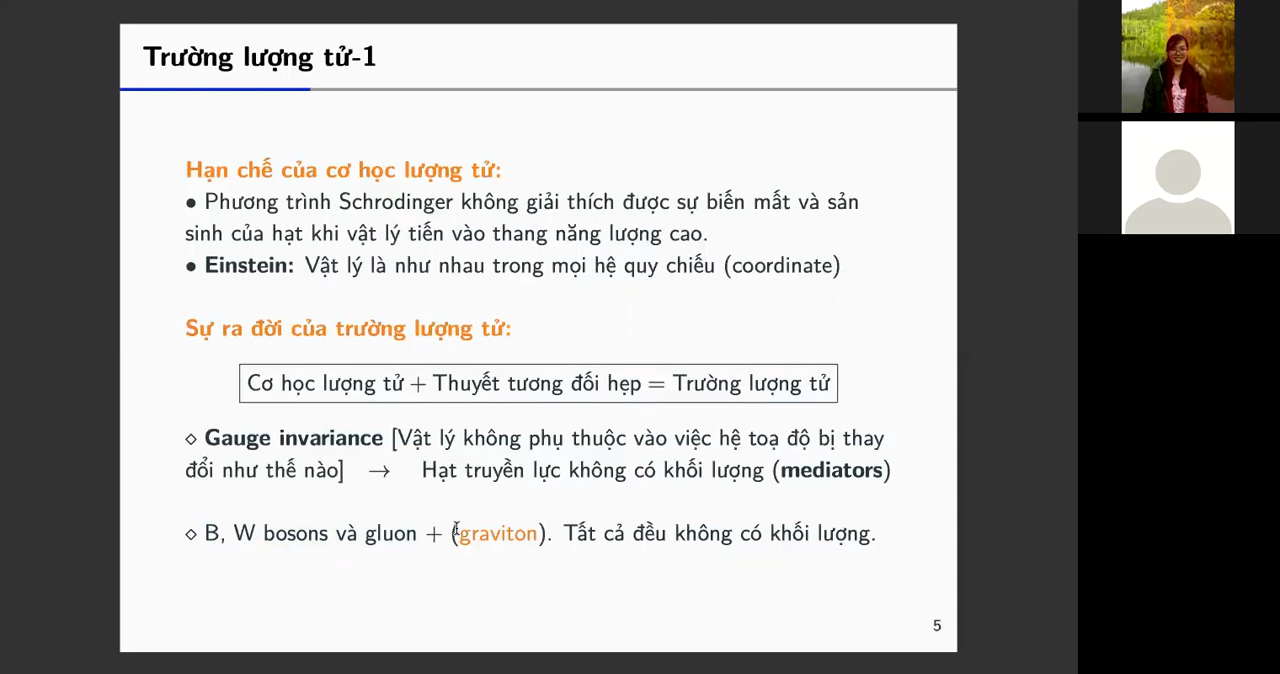 Trường lượng tử-1
Hạn chế của cơ học lượng tử:
• Phương trình Schrodinger không giải thích được sự biến mất và sản
sinh của hạt khi vật lý tiến vào thang năng lượng cao.
• Einstein: Vật lý là như nhau trong mọi hệ quy chiếu (coordinate)
Sự ra đời của trường lượng tử:
Cơ học lượng tử + Thuyết tương đối hẹp = Trường lượng tử
⋄ Gauge invariance [Vật lý không phụ thuộc vào việc hệ toạ độ bị thay
đổi như thế nào] → Hạt truyền lực không có khối lượng (mediators)
⋄ B, W bosons và gluon + (graviton). Tất cả đều không có khối lượng.
5